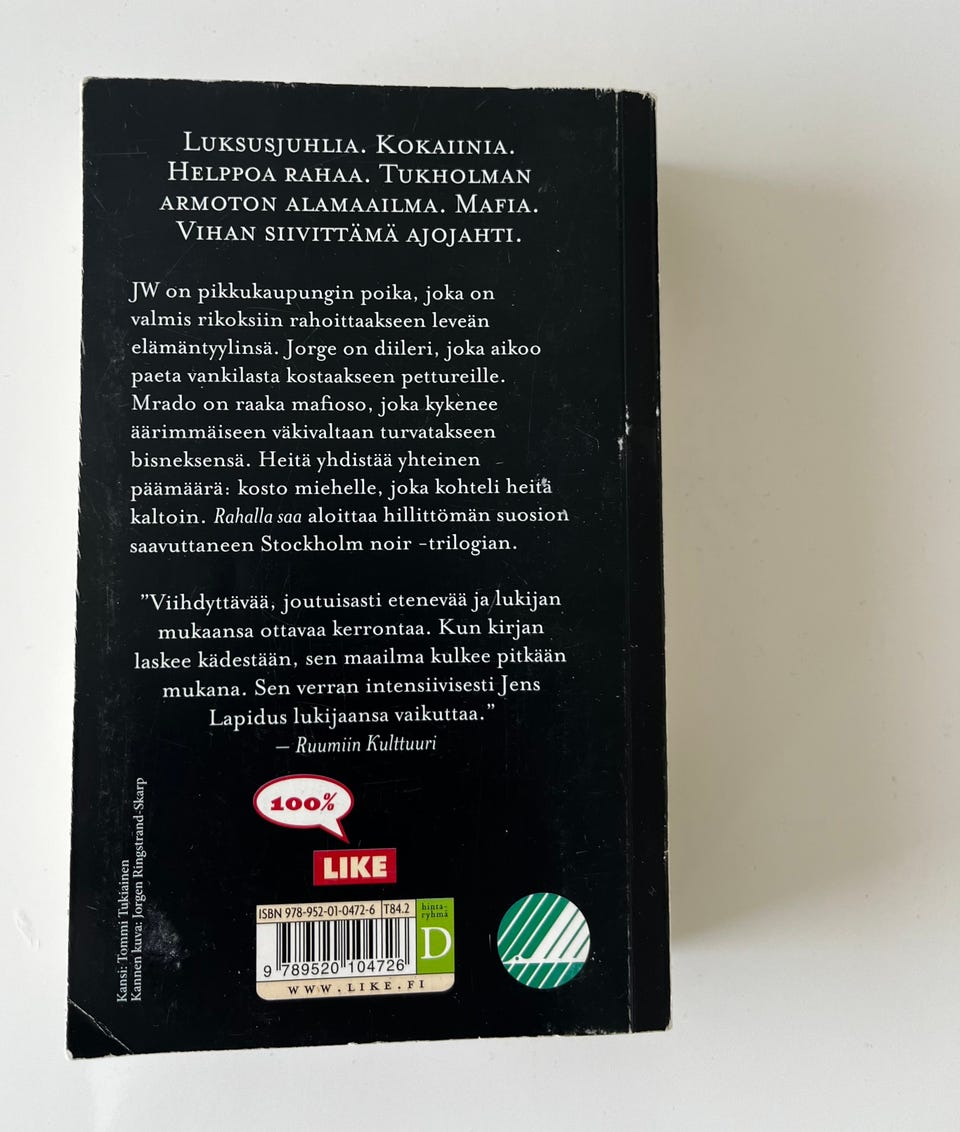 LUKSUSJUHLIA. KOKAIINIA.
HELPPOA RAHAA. TUKHOLMAN
ARMOTON ALAMAAILMA. MAFIA.
VIHAN SIIVITTÄMÄ AJOJAHTI.
JW on pikkukaupungin poika, joka on
valmis rikoksiin rahoittaakseen leveän
elämäntyylinsä. Jorge on diileri, joka aikoo
paeta vankilasta kostaakseen pettureille.
Mrado on raaka mafioso, joka kykenee
äärimmäiseen väkivaltaan turvatakseen
bisneksensä. Heitä yhdistää yhteinen
päämäärä: kosto miehelle, joka kohteli heitä
kaltoin. Rahalla saa aloittaa hillittömän suosion
saavuttaneen Stockholm noir -trilogian.
”Viihdyttävää, joutuisasti etenevää ja lukijan
mukaansa ottavaa kerrontaa. Kun kirjan
laskee kädestään, sen maailma kulkee pitkään
mukana. Sen verran intensiivisesti Jens
Lapidus lukijaansa vaikuttaa.”
– Ruumiin Kulttuuri
Kansi: Tommi Tukiainen
Kannen kuva: Jorgen Ringstrand-Skarp
100%
LIKE
ISBN 978-952-01-0472-6 T84.2
hinta-
ryhmä
D
9 789520 104726
WWW.LIKE.FI